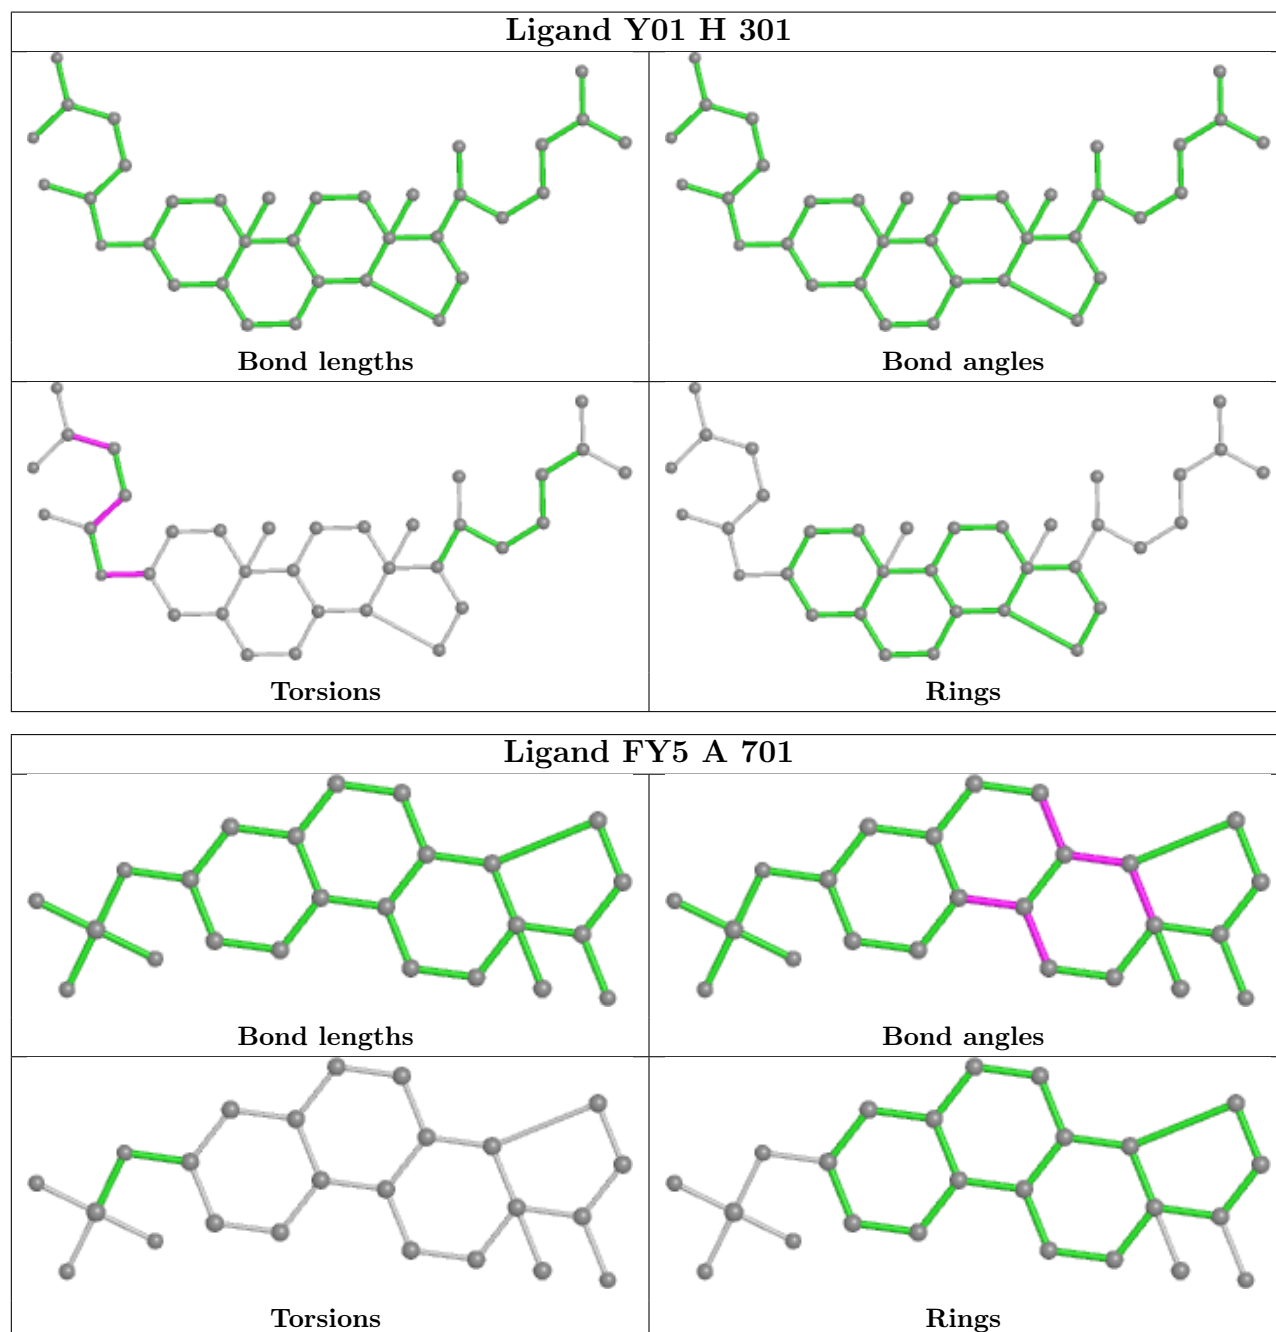 Ligand Y01 H 301
Bond lengths
Bond angles
Torsions
Rings
Ligand FY5 A 701
Bond lengths
Bond angles
Torsions
Rings